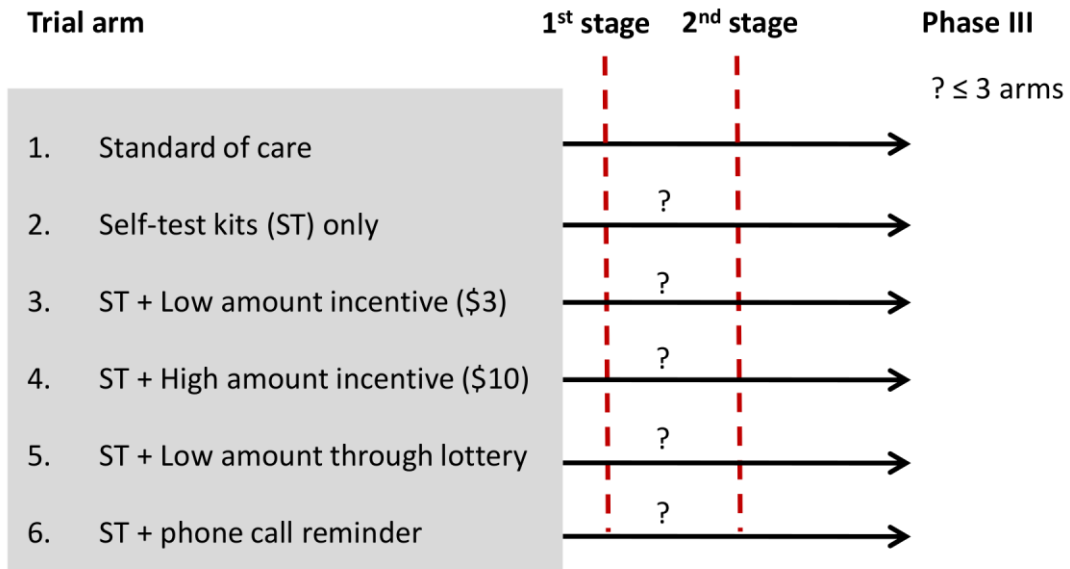 Trial arm 1st stage 2nd stage Phase III
? ≤ 3 arms
1. Standard of care
?
2. Self-test kits (ST) only
?
3. ST + Low amount incentive ($3)
?
4. ST + High amount incentive ($10)
?
5. ST + Low amount through lottery
?
6. ST + phone call reminder